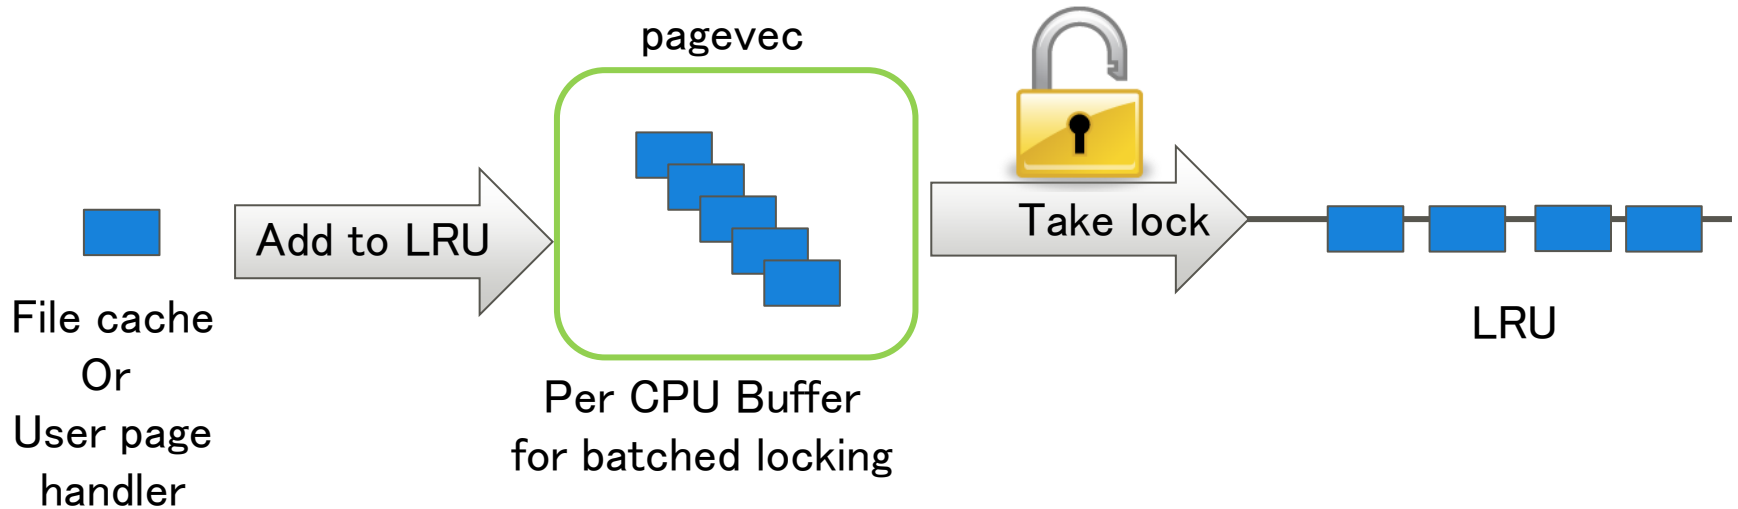 pagevec
Add to LRU
Take lock
File cache
Or
User page
handler
Per CPU Buffer
for batched locking
LRU